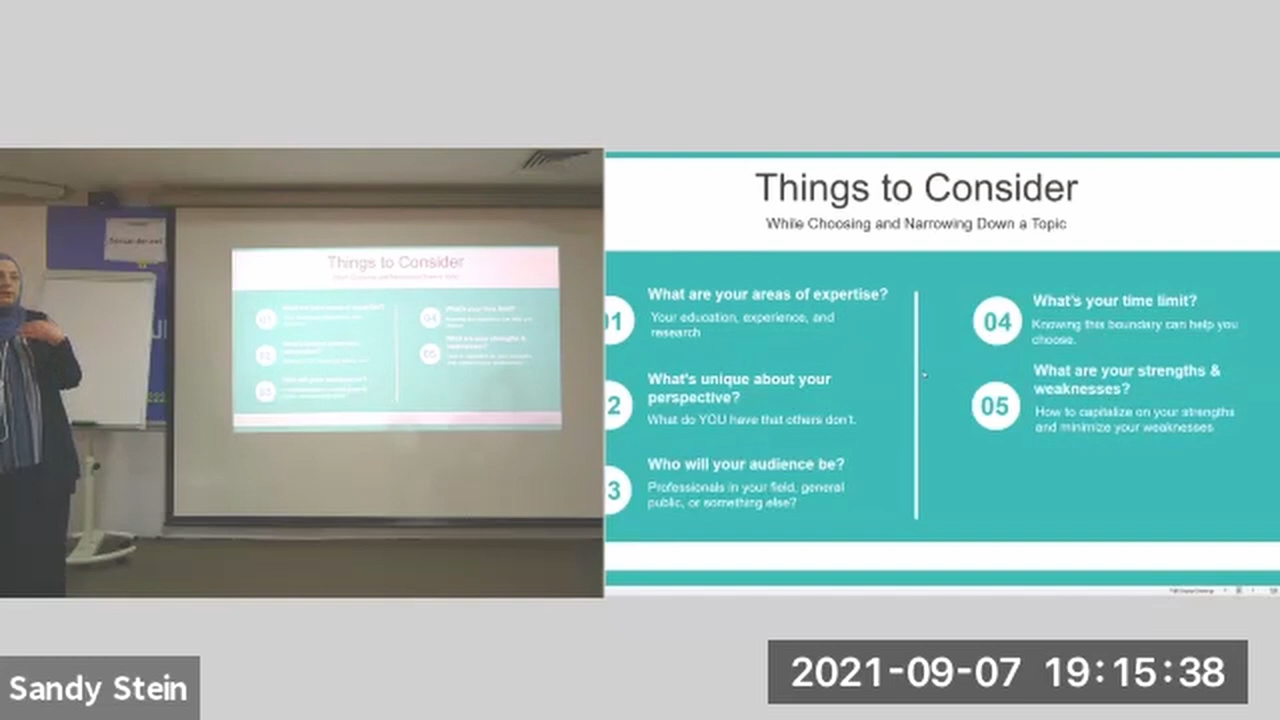 Things to Consider
While Choosing and Narrowing Down a Topic
01
What are your areas of expertise?
Your education, experience, and
research
2
What's unique about your
perspective?
What do YOU have that others don't.
3
Who will your audience be?
Professionals in your field, general
public, or something else?
04
What's your time limit?
Knowing this boundary can help you
choose.
05
What are your strengths &
weaknesses?
How to capitalize on your strengths
and minimize your weaknesses
Things to Consider
Sandy Stein
2021-09-07 19:15:38